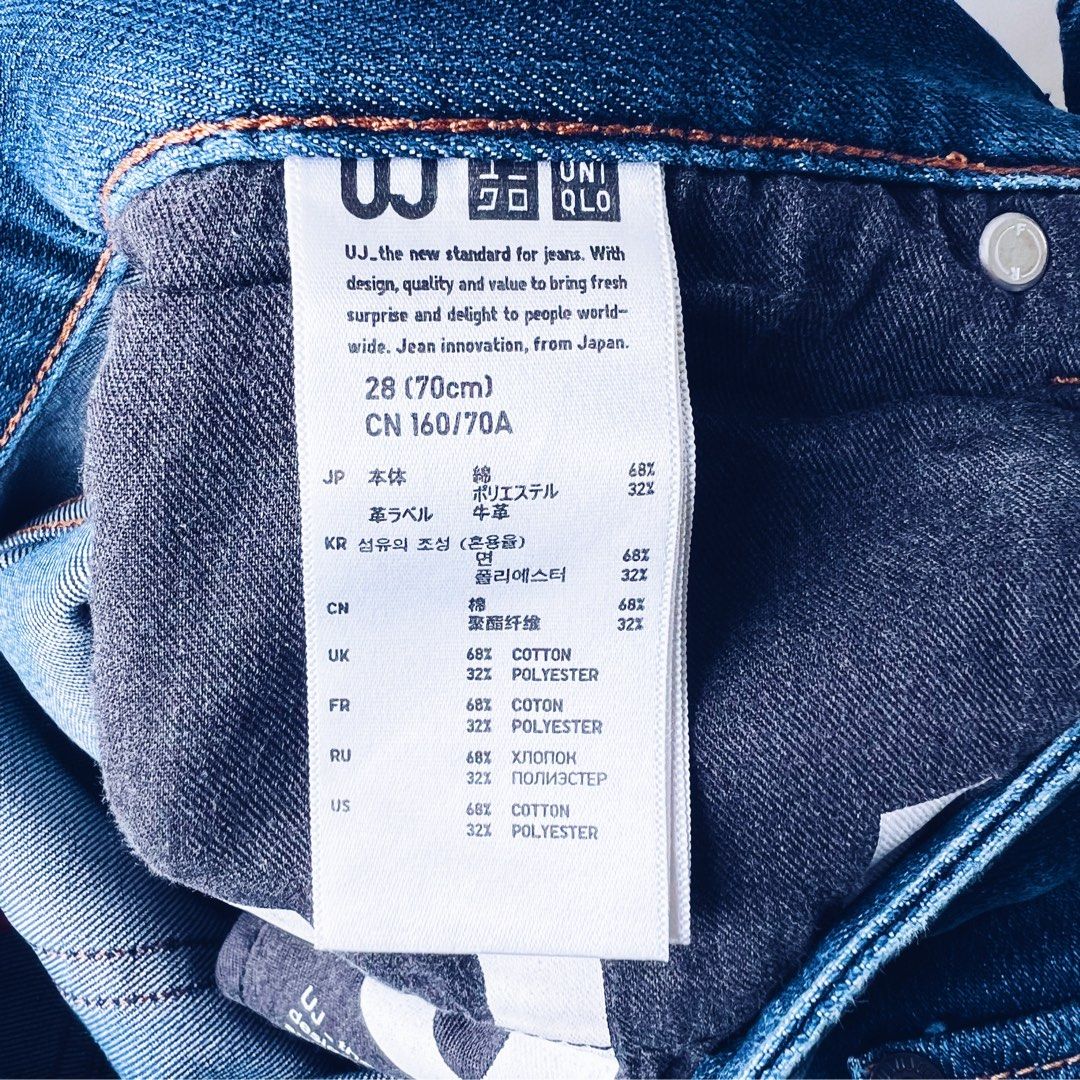 UJ ユニクロ UNIQLO
UJ_the new standard for jeans. With
design, quality and value to bring fresh
surprise and delight to people world-
wide. Jean innovation, from Japan.
28 (70cm)
CN 160/70A
JP 本体 綿 68%
ポリエステル 32%
革ラベル 牛革
KR 섬유의 조성 (혼용율)
면 68%
폴리에스터 32%
CN 棉 68%
聚酯纤维 32%
UK 68% COTTON
32% POLYESTER
FR 68% COTON
32% POLYESTER
RU 68% ХЛОПОК
32% ПОЛИЭСТЕР
US 68% COTTON
32% POLYESTER